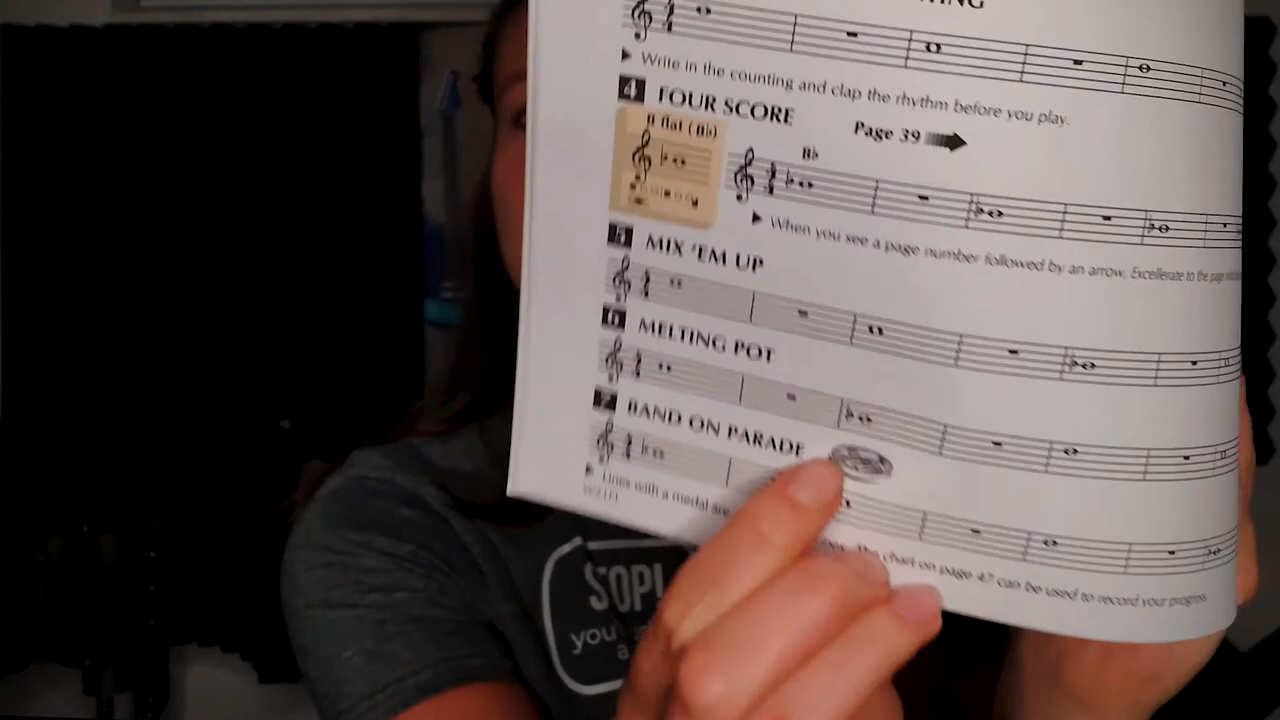 Write in the counting and clap the rhythm before you play.
4 FOUR SCORE
Page 39
B flat (B♭)
B♭
When you see a page number followed by an arrow, Excellerate to the page
5 MIX 'EM UP
6 MELTING POT
7 BAND ON PARADE
Lines with a medal are
The chart on page 47 can be used to record your progress.
W21FL
STOP!
you
a